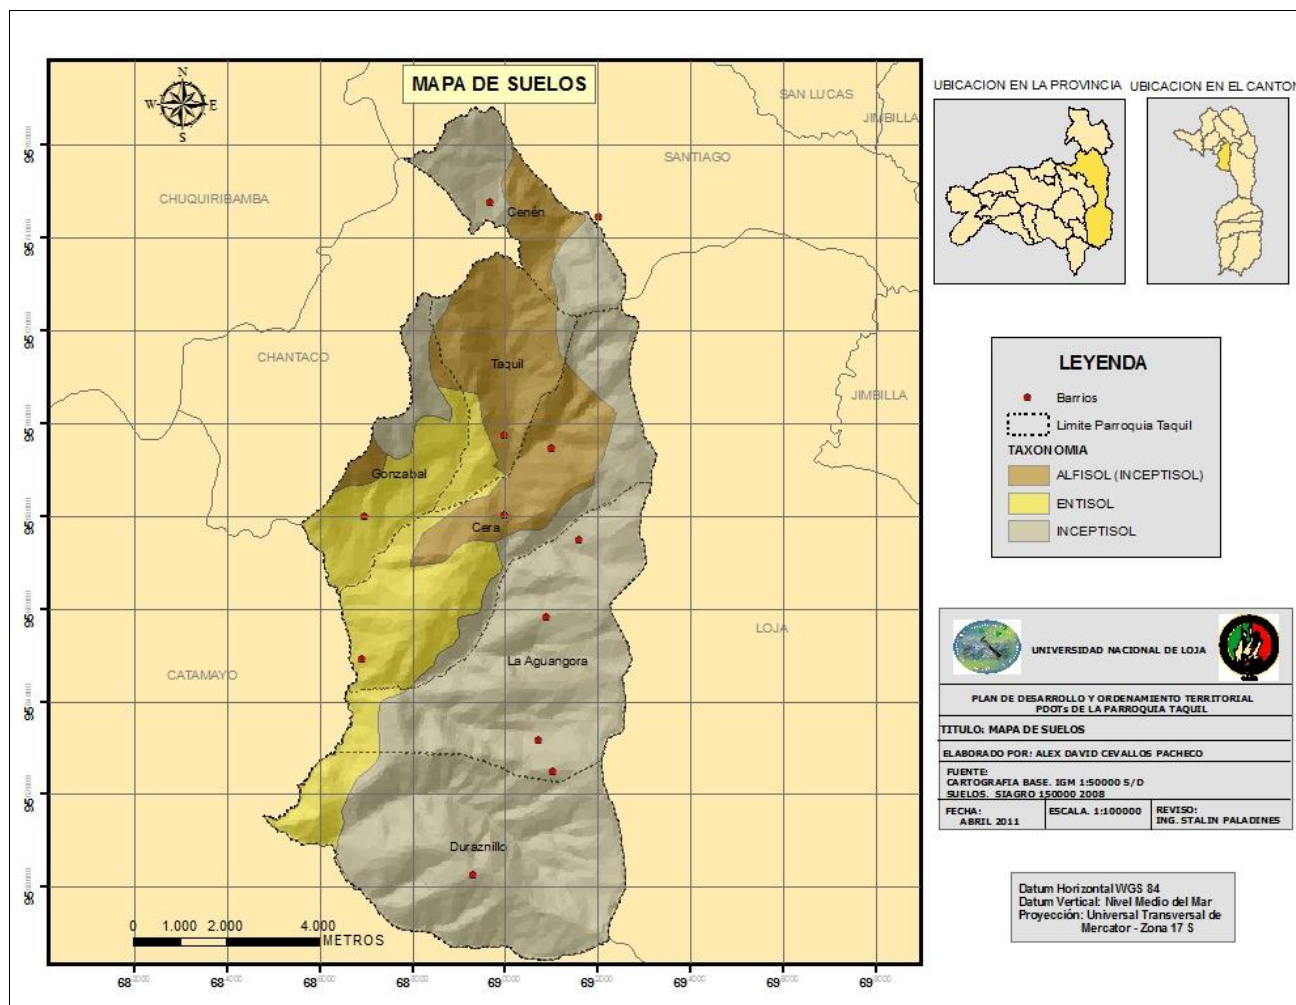 MAPA DE SUELOS
N
W E
S
SAN LUCAS
JIMBILLA
SANTIAGO
CHUQUIRIBAMBA
Cenén
CHANTACO
Taquil
JIMBILLA
Gonzabal
Cera
LOJA
La Aguangora
CATAMAYO
Duraznillo
0 1.000 2.000 4.000
METROS
UBICACION EN LA PROVINCIA
UBICACION EN EL CANTON
LEYENDA
Barrios
Limite Parroquia Taquil
TAXONOMIA
ALFISOL (INCEPTISOL)
ENTISOL
INCEPTISOL
UNIVERSIDAD NACIONAL DE LOJA
PLAN DE DESARROLLO Y ORDENAMIENTO TERRITORIAL
PDOTs DE LA PARROQUIA TAQUIL
TITULO: MAPA DE SUELOS
ELABORADO POR: ALEX DAVID CEVALLOS PACHECO
FUENTE:
CARTOGRAFIA BASE. IGM 1:50000 S/D
SUELOS. SIAGRO 150000 2008
FECHA:
ABRIL 2011
ESCALA. 1:100000
REVISO:
ING. STALIN PALADINES
Datum Horizontal WGS 84
Datum Vertical: Nivel Medio del Mar
Proyección: Universal Transversal de
Mercator - Zona 17 S